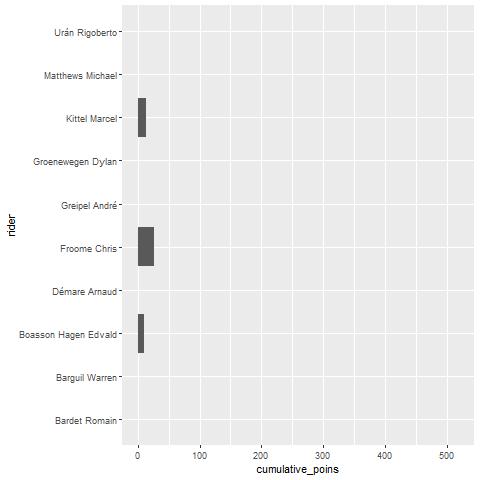 Urán Rigoberto
Matthews Michael
Kittel Marcel
Groenewegen Dylan
Greipel André
Froome Chris
Démare Arnaud
Boasson Hagen Edvald
Barguil Warren
Bardet Romain
rider
0 100 200 300 400 500
cumulative_poins